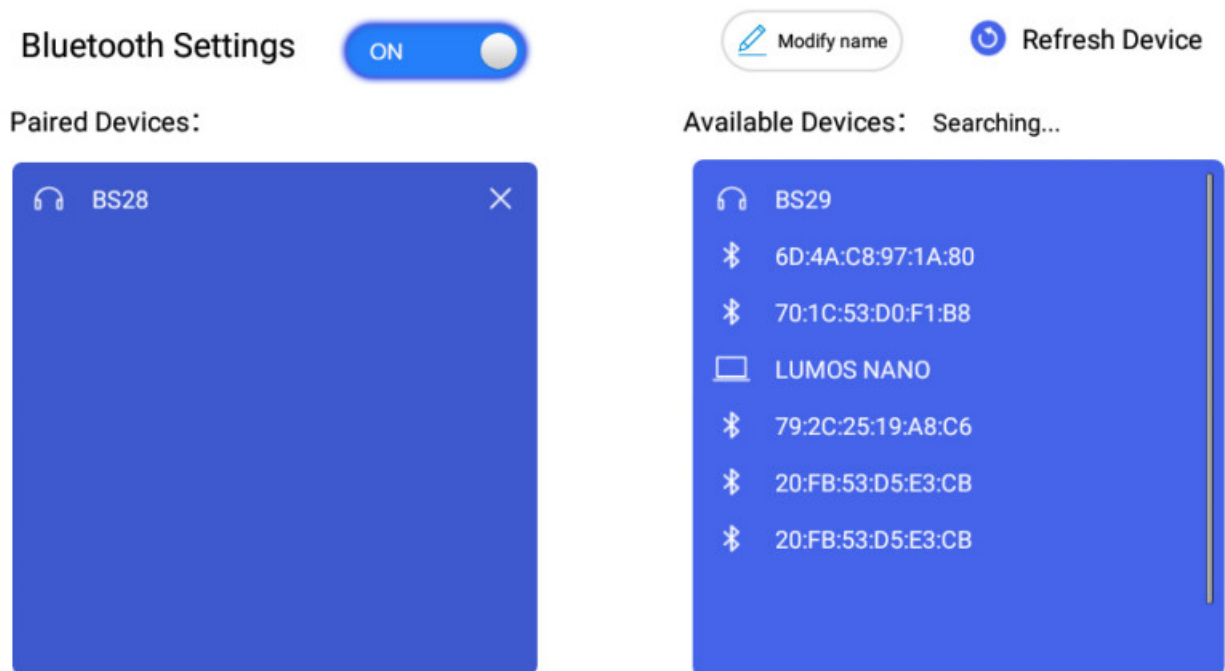 Bluetooth Settings ON
Modify name
Refresh Device
Paired Devices:
BS28
Available Devices: Searching...
BS29
6D:4A:C8:97:1A:80
70:1C:53:D0:F1:B8
LUMOS NANO
79:2C:25:19:A8:C6
20:FB:53:D5:E3:CB
20:FB:53:D5:E3:CB